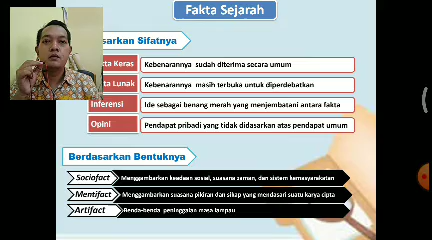 Fakta Sejarah
Sifatnya
Keras
Kebenarannya sudah diterima secara umum
Lunak
Kebenarannya masih terbuka untuk diperdebatkan
Inferensi
Ide sebagai benang merah yang menjembatani antara fakta
Opini
Pendapat pribadi yang tidak didasarkan atas pendapat umum
Berdasarkan Bentuknya
Sociofact
Menggambarkan keadaan sosial, suasana zaman, dan sistem kemasyarakatan
Mentifact
Menggambarkan suasana pikiran dan sikap yang mendasari suatu karya cipta
Artifact
Benda-benda peninggalan masa lampau